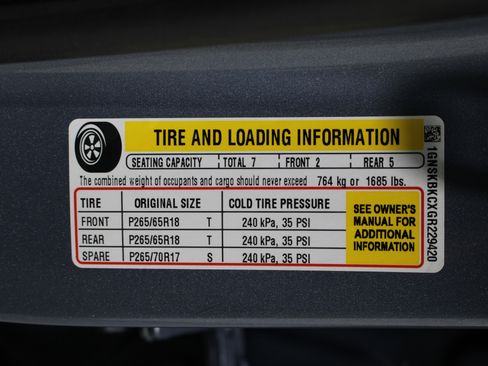 TIRE AND LOADING INFORMATION
SEATING CAPACITY TOTAL 7 FRONT 2 REAR 5
The combined weight of occupants and cargo should never exceed 764 kg or 1685 lbs.
TIRE ORIGINAL SIZE COLD TIRE PRESSURE
FRONT P265/65R18 T 240 kPa, 35 PSI
REAR P265/65R18 T 240 kPa, 35 PSI
SPARE P265/70R17 S 240 kPa, 35 PSI
SEE OWNER'S
MANUAL FOR
ADDITIONAL
INFORMATION
1GNSKBKCXGR229420